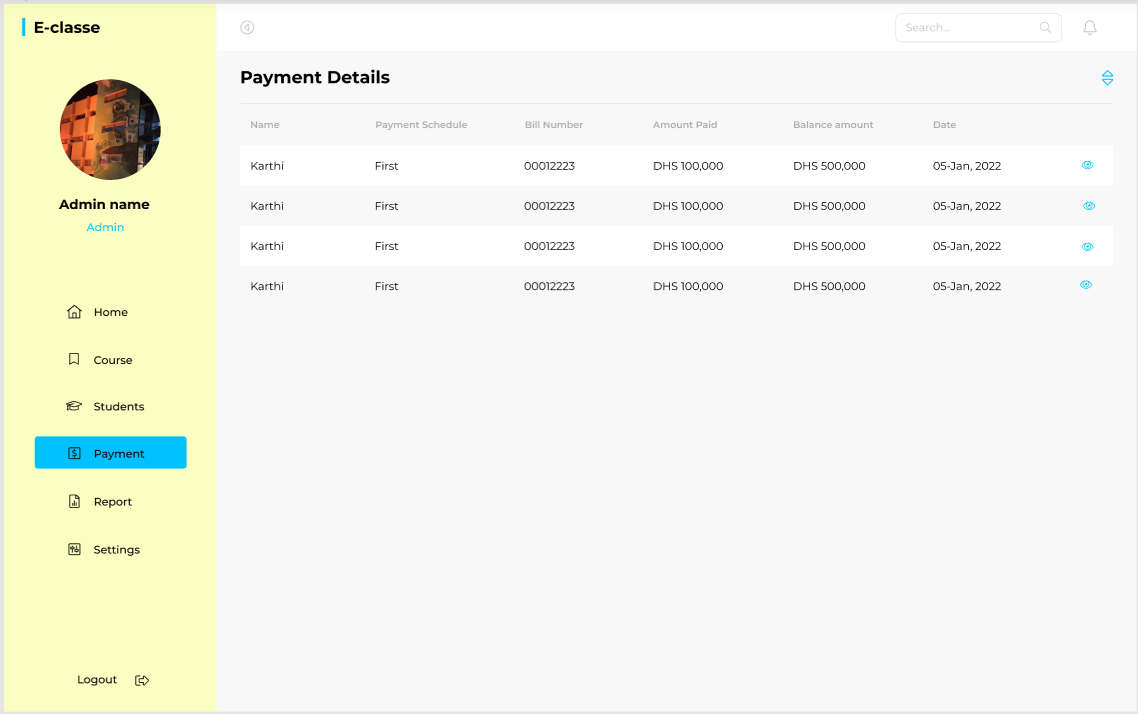 E-classe
Search...
Payment Details
Name Payment Schedule Bill Number Amount Paid Balance amount Date
Karthi First 00012223 DHS 100,000 DHS 500,000 05-Jan, 2022
Karthi First 00012223 DHS 100,000 DHS 500,000 05-Jan, 2022
Karthi First 00012223 DHS 100,000 DHS 500,000 05-Jan, 2022
Karthi First 00012223 DHS 100,000 DHS 500,000 05-Jan, 2022
Admin name
Admin
Home
Course
Students
Payment
Report
Settings
Logout